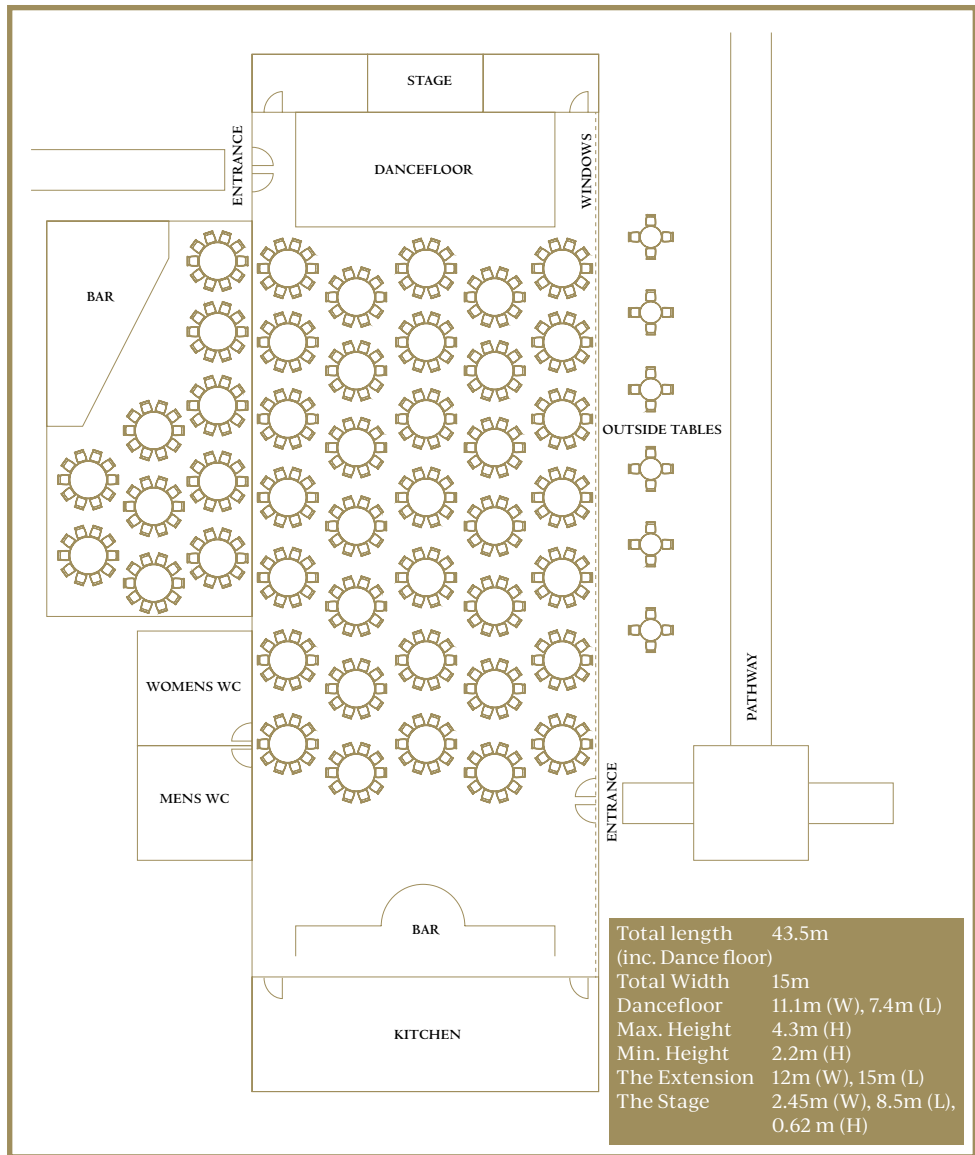 STAGE
ENTRANCE
DANCEFLOOR
WINDOWS
BAR
OUTSIDE TABLES
WOMENS WC
PATHWAY
MENS WC
ENTRANCE
BAR
KITCHEN
Total length 43.5m
(inc. Dance floor)
Total Width 15m
Dancefloor 11.1m (W), 7.4m (L)
Max. Height 4.3m (H)
Min. Height 2.2m (H)
The Extension 12m (W), 15m (L)
The Stage 2.45m (W), 8.5m (L),
0.62 m (H)